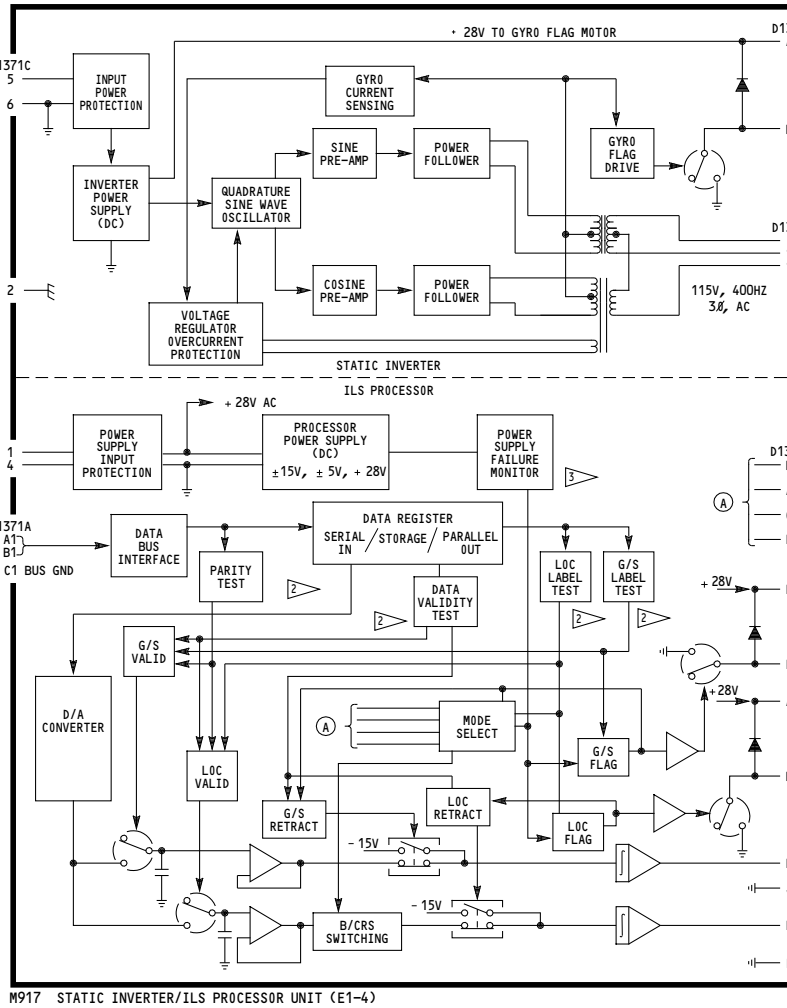 + 28V TO GYRO FLAG MOTOR
D1
1371C
5
6
INPUT
POWER
PROTECTION
GYRO
CURRENT
SENSING
SINE
PRE-AMP
POWER
FOLLOWER
GYRO
FLAG
DRIVE
INVERTER
POWER
SUPPLY
(DC)
QUADRATURE
SINE WAVE
OSCILLATOR
D1
2
COSINE
PRE-AMP
POWER
FOLLOWER
115V, 400HZ
3Ø, AC
VOLTAGE
REGULATOR
OVERCURRENT
PROTECTION
STATIC INVERTER
ILS PROCESSOR
+ 28V AC
1
4
POWER
SUPPLY
INPUT
PROTECTION
PROCESSOR
POWER SUPPLY
(DC)
±15V, ± 5V, + 28V
POWER
SUPPLY
FAILURE
MONITOR
3
D1
A
1371A
A1
B1
C1 BUS GND
DATA
BUS
INTERFACE
DATA REGISTER
SERIAL IN / STORAGE / PARALLEL OUT
PARITY
TEST
2
DATA
VALIDITY
TEST
2
LOC
LABEL
TEST
2
G/S
LABEL
TEST
2
+ 28V
G/S
VALID
D/A
CONVERTER
A
MODE
SELECT
+28V
G/S
FLAG
LOC
VALID
G/S
RETRACT
LOC
RETRACT
LOC
FLAG
- 15V
- 15V
B/CRS
SWITCHING
M917 STATIC INVERTER/ILS PROCESSOR UNIT (E1-4)